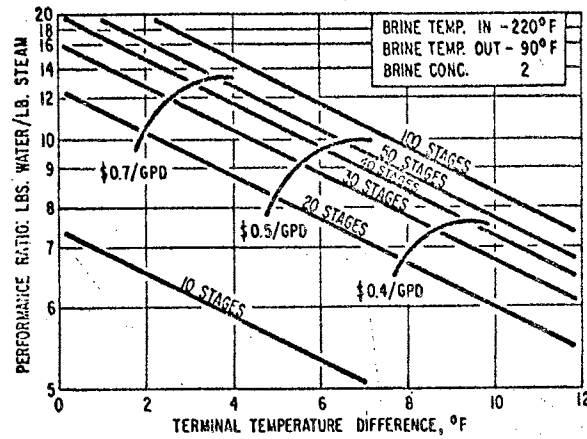 BRINE TEMP. IN -220°F
BRINE TEMP. OUT - 90°F
BRINE CONC. 2
PERFORMANCE RATIO: LBS. WATER/LB. STEAM
20
18
16
14
12
10
9
8
7
6
5
$0.7/GPD
$0.5/GPD
$0.4/GPD
100 STAGES
50 STAGES
40 STAGES
30 STAGES
20 STAGES
10 STAGES
0 2 4 6 8 10 12
TERMINAL TEMPERATURE DIFFERENCE, °F